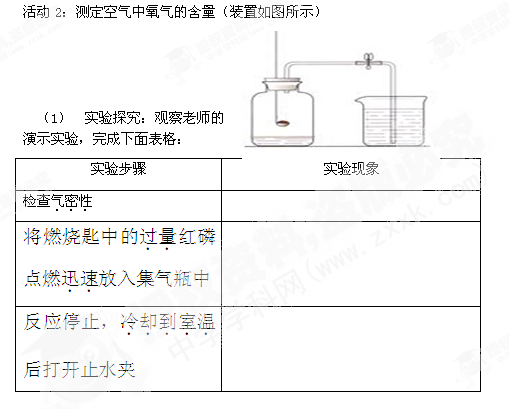 活动 2：测定空气中氧气的含量（装置如图所示）
（1） 实验探究：观察老师的
演示实验，完成下面表格：
实验步骤 实验现象
检查气密性
将燃烧匙中的过量红磷
点燃迅速放入集气瓶中
反应停止，冷却到室温
后打开止水夹